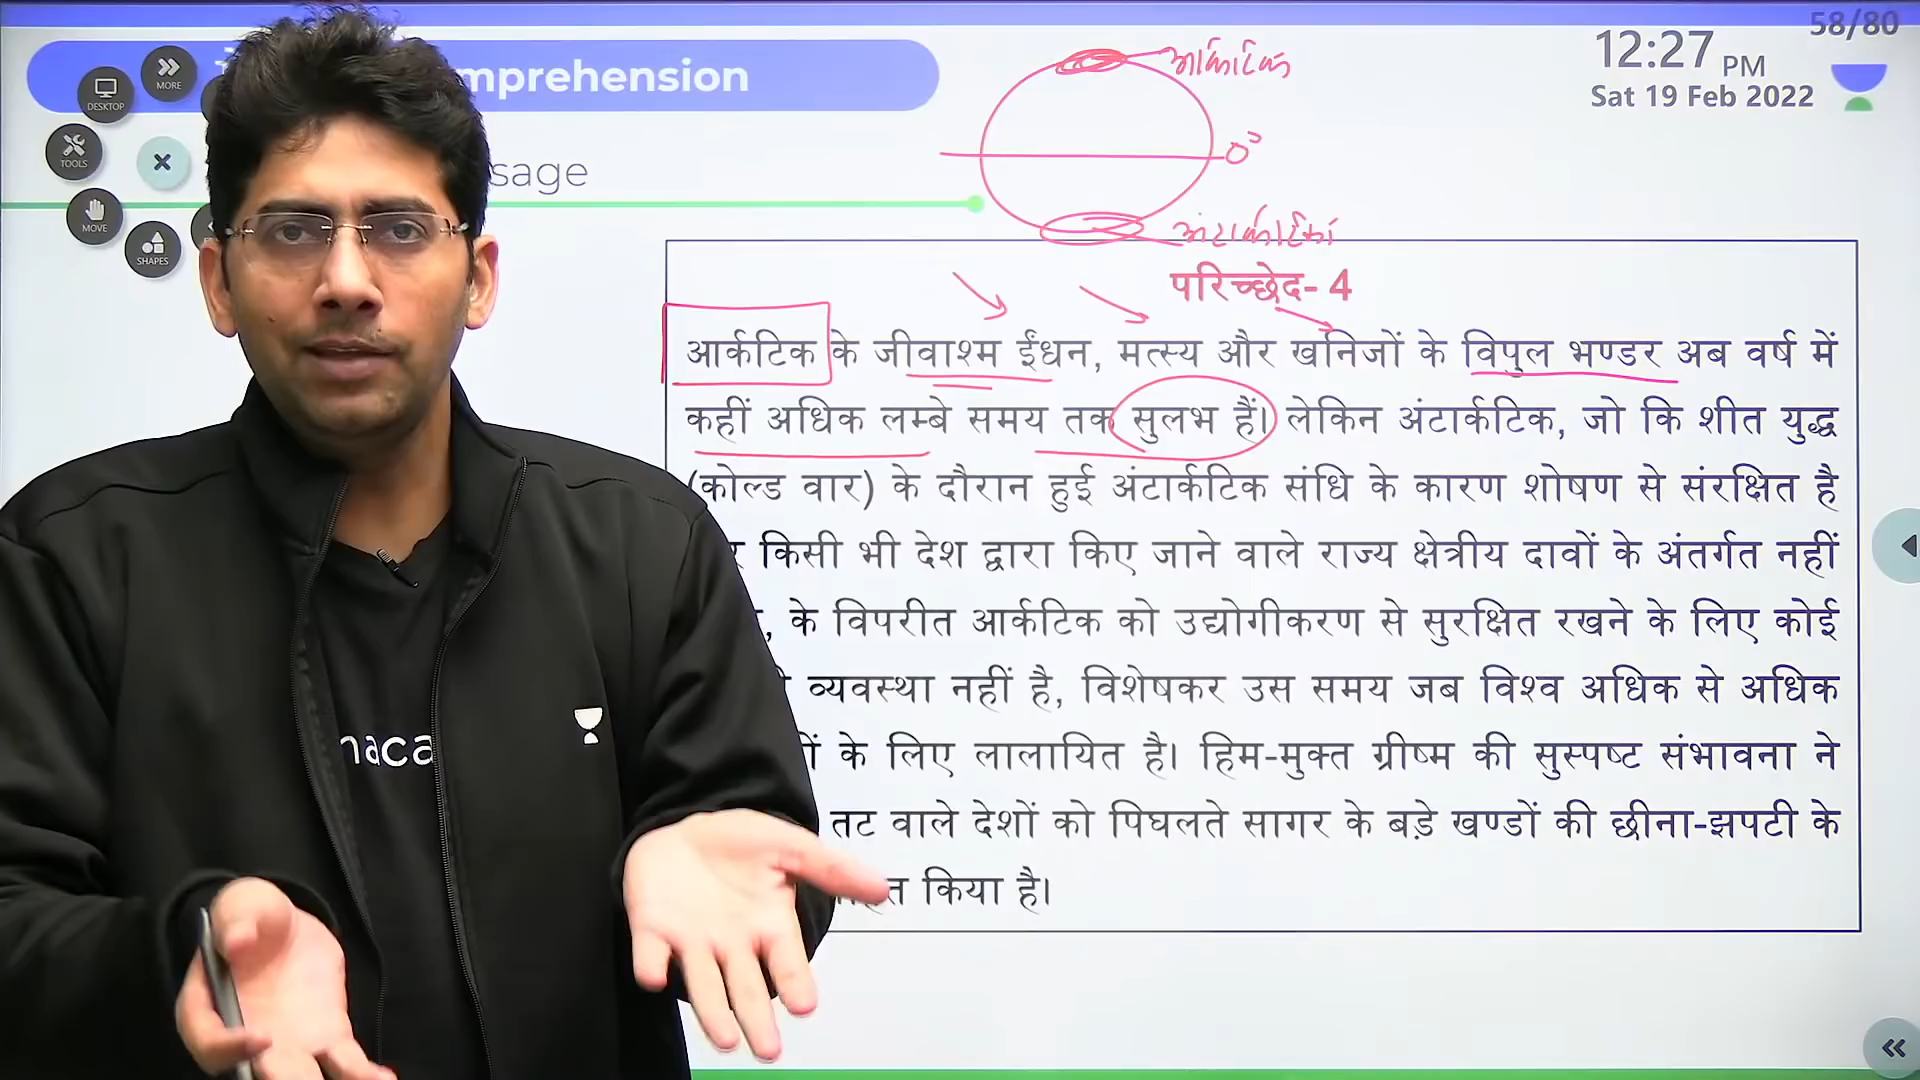 58/80
12:27 PM
Sat 19 Feb 2022
mprehension
sage
MORE
DESKTOP
TOOLS
MOVE
SHAPES
आर्कटिक
0°
अंटार्कटिका
परिच्छेद- 4
आर्कटिक के जीवाश्म ईंधन, मत्स्य और खनिजों के विपुल भण्डर अब वर्ष में
कहीं अधिक लम्बे समय तक सुलभ हैं। लेकिन अंटार्कटिक, जो कि शीत युद्ध
(कोल्ड वार) के दौरान हुई अंटार्कटिक संधि के कारण शोषण से संरक्षित है
किसी भी देश द्वारा किए जाने वाले राज्य क्षेत्रीय दावों के अंतर्गत नहीं
, के विपरीत आर्कटिक को उद्योगीकरण से सुरक्षित रखने के लिए कोई
व्यवस्था नहीं है, विशेषकर उस समय जब विश्व अधिक से अधिक
के लिए लालायित है। हिम-मुक्त ग्रीष्म की सुस्पष्ट संभावना ने
तट वाले देशों को पिघलते सागर के बड़े खण्डों की छीना-झपटी के
किया है।
naca